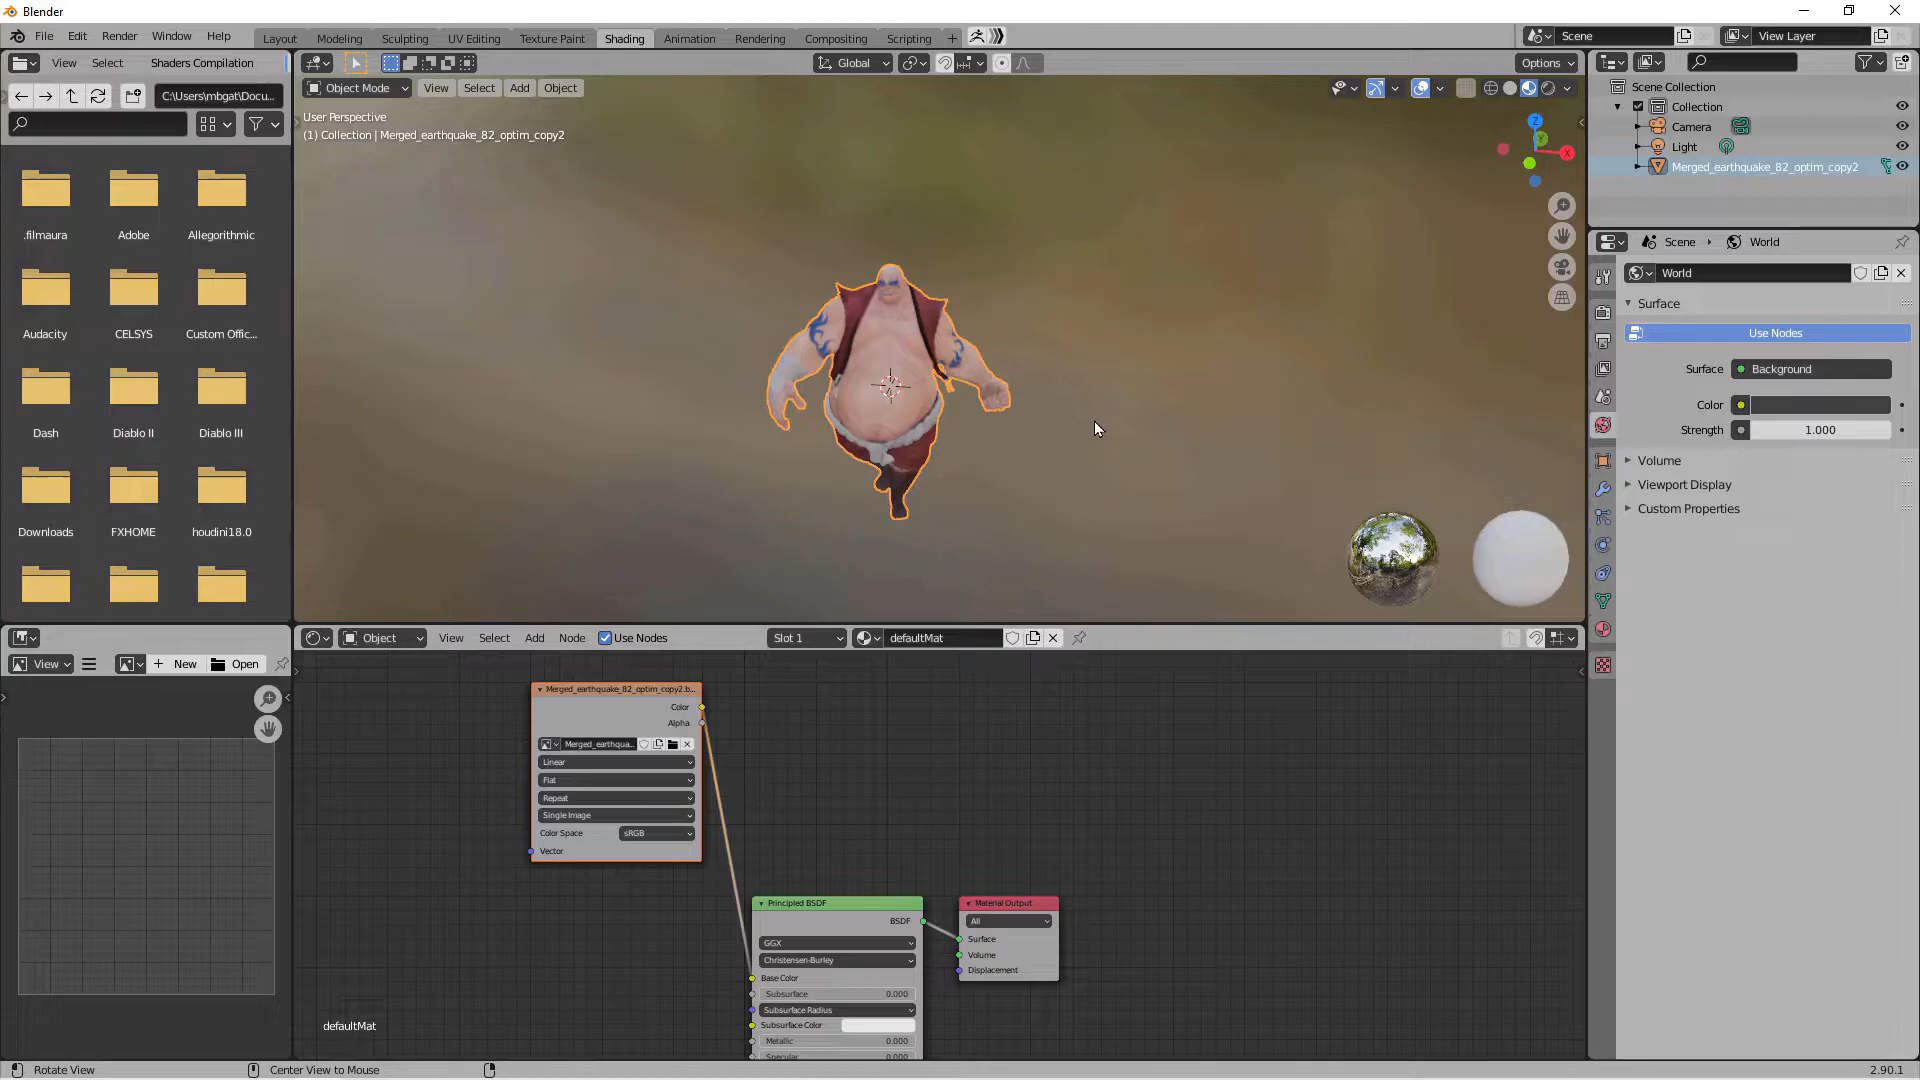 Blender
File Edit Render Window Help
Layout Modeling Sculpting UV Editing Texture Paint Shading Animation Rendering Compositing Scripting
Scene View Layer
View Select Shaders Compilation
Global
Options
C:\Users\mbgat\Docu...
Object Mode View Select Add Object
User Perspective
(1) Collection | Merged_earthquake_82_optim_copy2
Z
Y
X
.filmaura Adobe Allegorithmic
Audacity CELSYS Custom Offic...
Dash Diablo II Diablo III
Downloads FXHOME houdini18.0
Scene Collection
Collection
Camera
Light
Merged_earthquake_82_optim_copy2
Scene World
World
Surface
Use Nodes
Surface Background
Color
Strength 1.000
Volume
Viewport Display
Custom Properties
View New Open
Object View Select Add Node Use Nodes Slot 1 defaultMat
Merged_earthquake_82_optim_copy2.b...
Color
Alpha
Merged_earthqua...
Linear
Flat
Repeat
Single Image
Color Space sRGB
Vector
Principled BSDF
BSDF
GGX
Christensen-Burley
Base Color
Subsurface 0.000
Subsurface Radius
Subsurface Color
Metallic 0.000
Specular 0.000
Material Output
All
Surface
Volume
Displacement
defaultMat
Rotate View Center View to Mouse 2.90.1